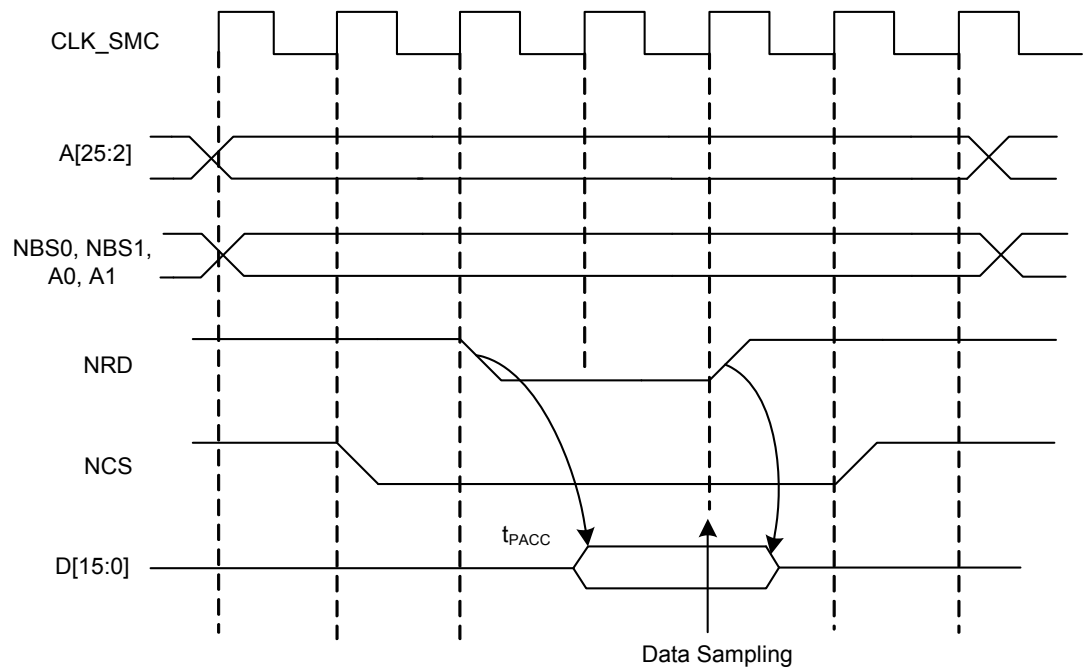 CLK_SMC
A[25:2]
NBS0, NBS1,
A0, A1
NRD
NCS
tPACC
D[15:0]
Data Sampling